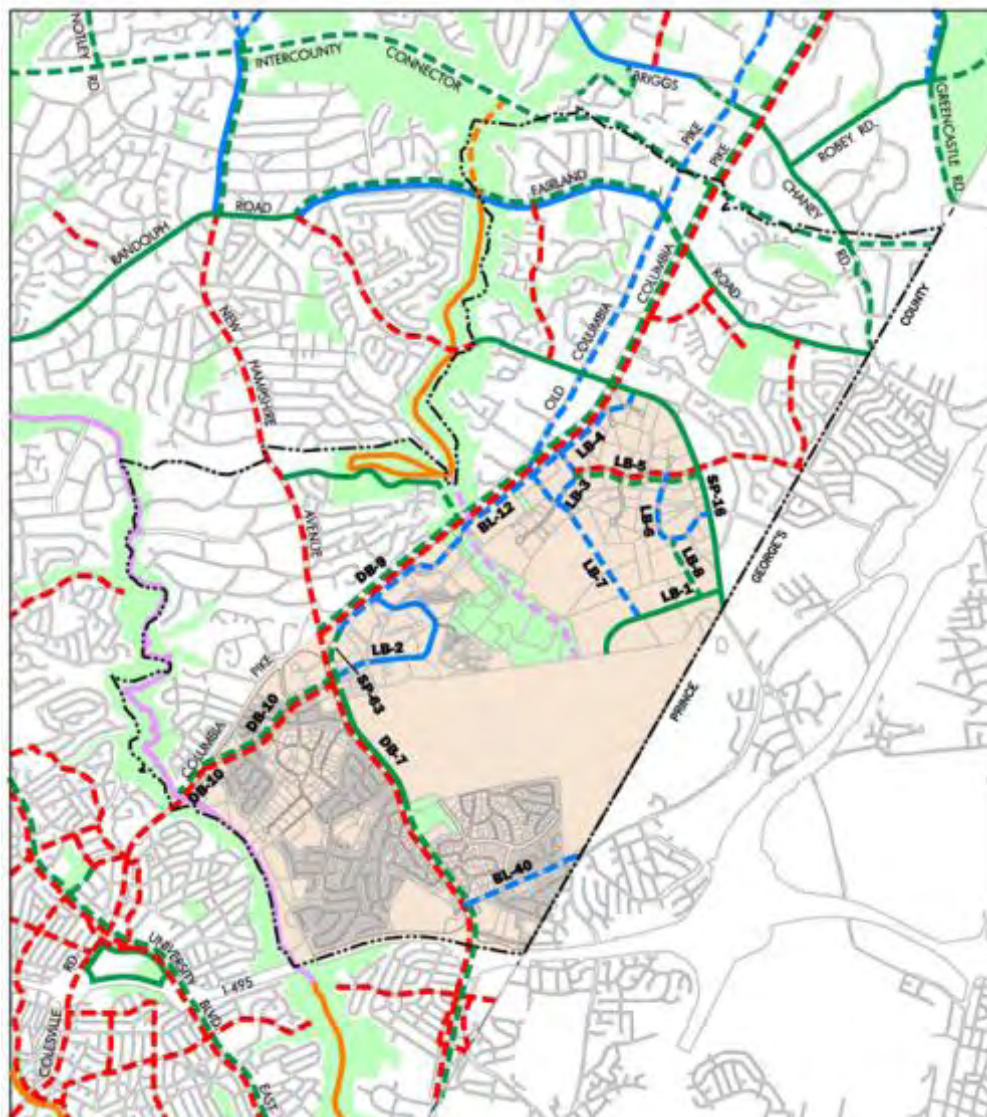 NOTLEY
RD
INTERCOUNTY
CONNECTOR
BRIGGS
GREENCASTLE RD
ROBEY RD.
PIKE
PIKE
CHANEY
RD.
FAIRLAND
RANDOLPH
ROAD
ROAD
COUNTY
NEW
HAMPSHIRE
AVENUE
OLD
COLUMBIA
COLUMBIA
LB-4
LB-5
LB-3
SP-18
BL-12
LB-6
LB-7
LB-8
LB-1
GEORGE'S
PRINCE
DB-9
LB-2
PIKE
SP-63
DB-10
COLUMBIA
DB-10
DB-7
BL-40
UNIVERSITY
BLVD.
EAST
I-495
RD
COLESVILLE